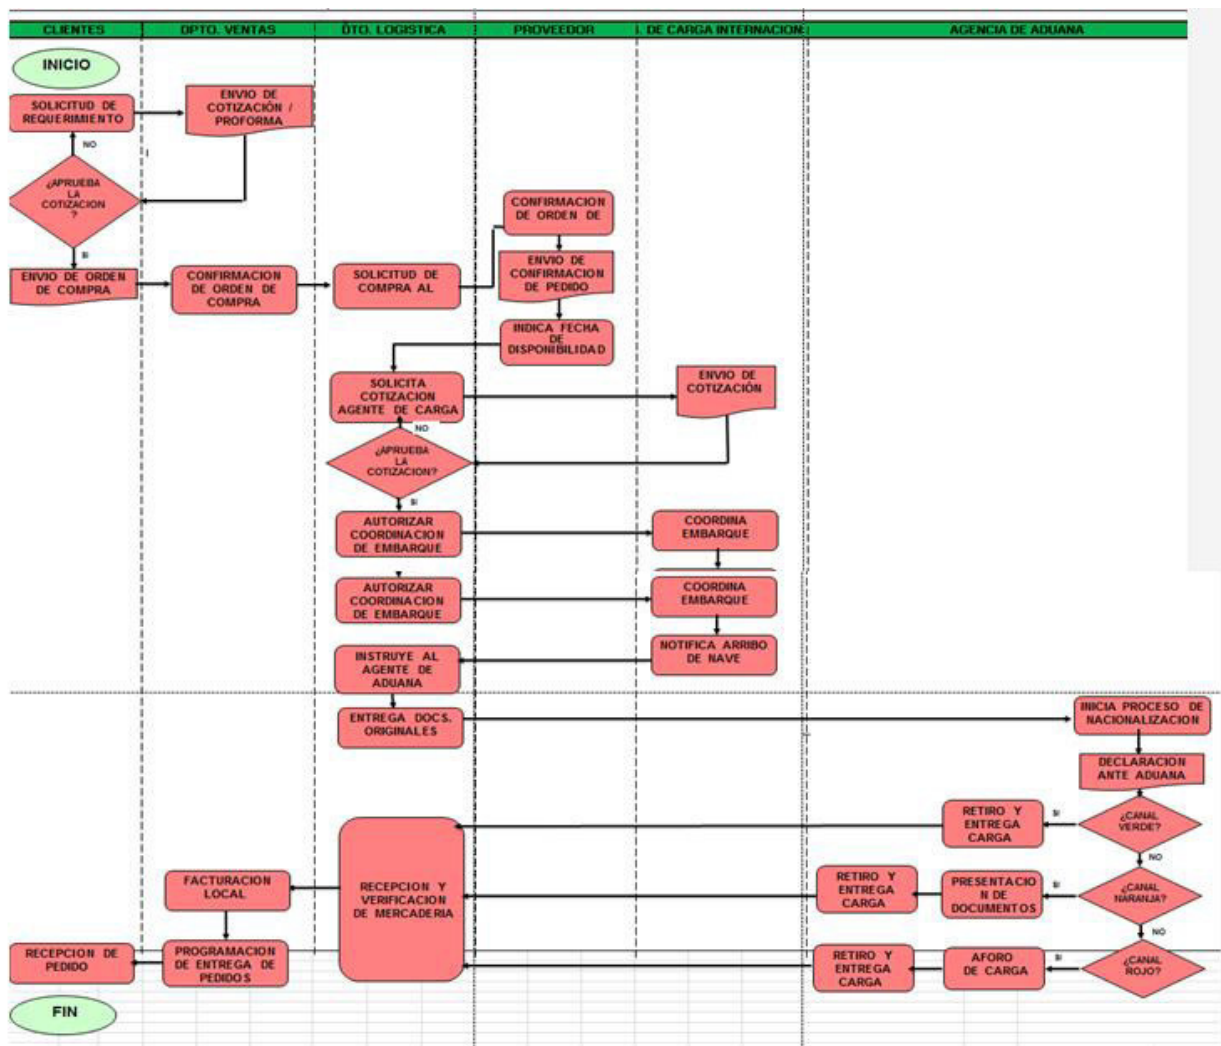 CLIENTES
DPTO. VENTAS
DTO. LOGISTICA
PROVEEDOR
. DE CARGA INTERNACION
AGENCIA DE ADUANA
INICIO
SOLICITUD DE
REQUERIMIENTO
ENVIO DE
COTIZACIÓN /
PROFORMA
NO
¿APRUEBA
LA
COTIZACION
?
SI
ENVIO DE ORDEN
DE COMPRA
CONFIRMACION
DE ORDEN DE
COMPRA
SOLICITUD DE
COMPRA AL
CONFIRMACION
DE ORDEN DE
ENVIO DE
CONFIRMACION
DE PEDIDO
INDICA FECHA
DE
DISPONIBILIDAD
SOLICITA
COTIZACION
AGENTE DE CARGA
ENVIO DE
COTIZACIÓN
NO
¿APRUEBA
LA
COTIZACION?
SI
AUTORIZAR
COORDINACION
DE EMBARQUE
COORDINA
EMBARQUE
AUTORIZAR
COORDINACION
DE EMBARQUE
COORDINA
EMBARQUE
NOTIFICA ARRIBO
DE NAVE
INSTRUYE AL
AGENTE DE
ADUANA
ENTREGA DOCS.
ORIGINALES
INICIA PROCESO DE
NACIONALIZACION
DECLARACION
ANTE ADUANA
¿CANAL
VERDE?
SI
RETIRO Y
ENTREGA
CARGA
NO
¿CANAL
NARANJA?
SI
PRESENTACIO
N DE
DOCUMENTOS
RETIRO Y
ENTREGA
CARGA
NO
¿CANAL
ROJO?
SI
AFORO
DE CARGA
RETIRO Y
ENTREGA
CARGA
RECEPCION Y
VERIFICACION
DE MERCADERIA
FACTURACION
LOCAL
PROGRAMACION
DE ENTREGA DE
PEDIDOS
RECEPCION DE
PEDIDO
FIN